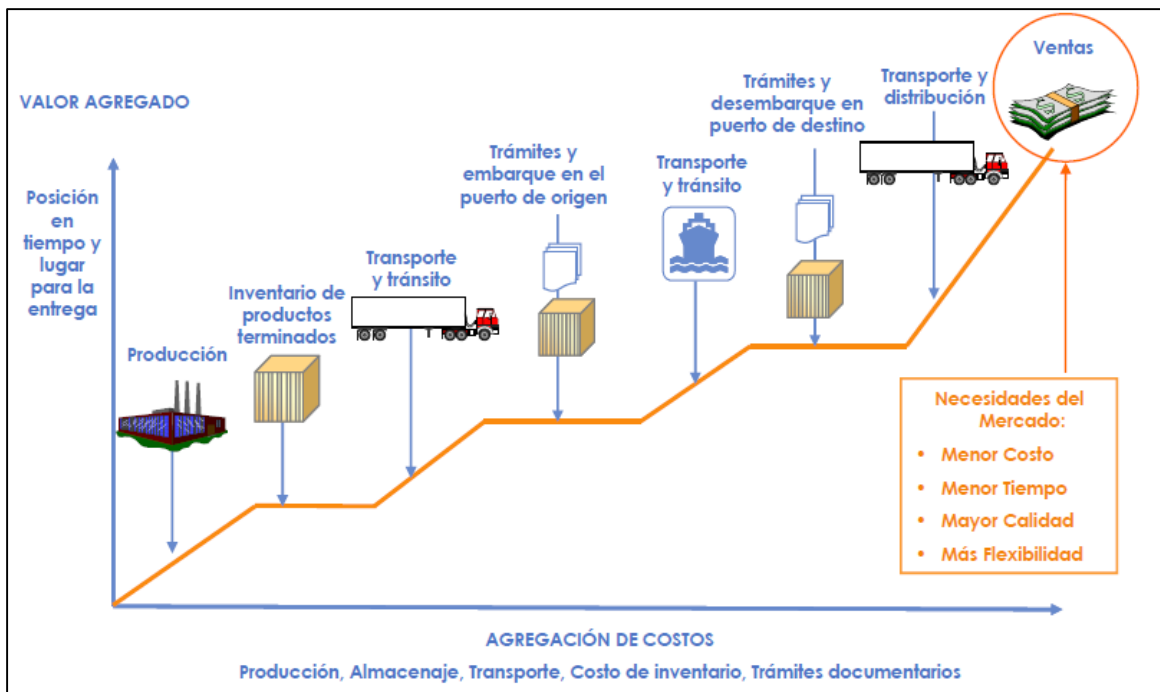 VALOR AGREGADO
Posición
en
tiempo y
lugar
para la
entrega
Producción
Inventario de
productos
terminados
Transporte
y tránsito
Trámites y
embarque en el
puerto de origen
Transporte
y tránsito
Trámites y
desembarque en
puerto de destino
Transporte y
distribución
Ventas
Necesidades del
Mercado:
• Menor Costo
• Menor Tiempo
• Mayor Calidad
• Más Flexibilidad
AGREGACIÓN DE COSTOS
Producción, Almacenaje, Transporte, Costo de inventario, Trámites documentarios